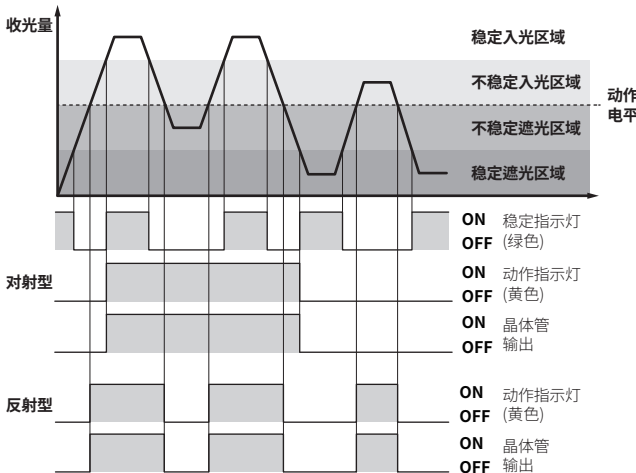 收光量
稳定入光区域
不稳定入光区域
动作
电平
不稳定遮光区域
稳定遮光区域
ON
稳定指示灯
OFF
(绿色)
对射型
ON
动作指示灯
OFF
(黄色)
ON
晶体管
OFF
输出
反射型
ON
动作指示灯
OFF
(黄色)
ON
晶体管
OFF
输出